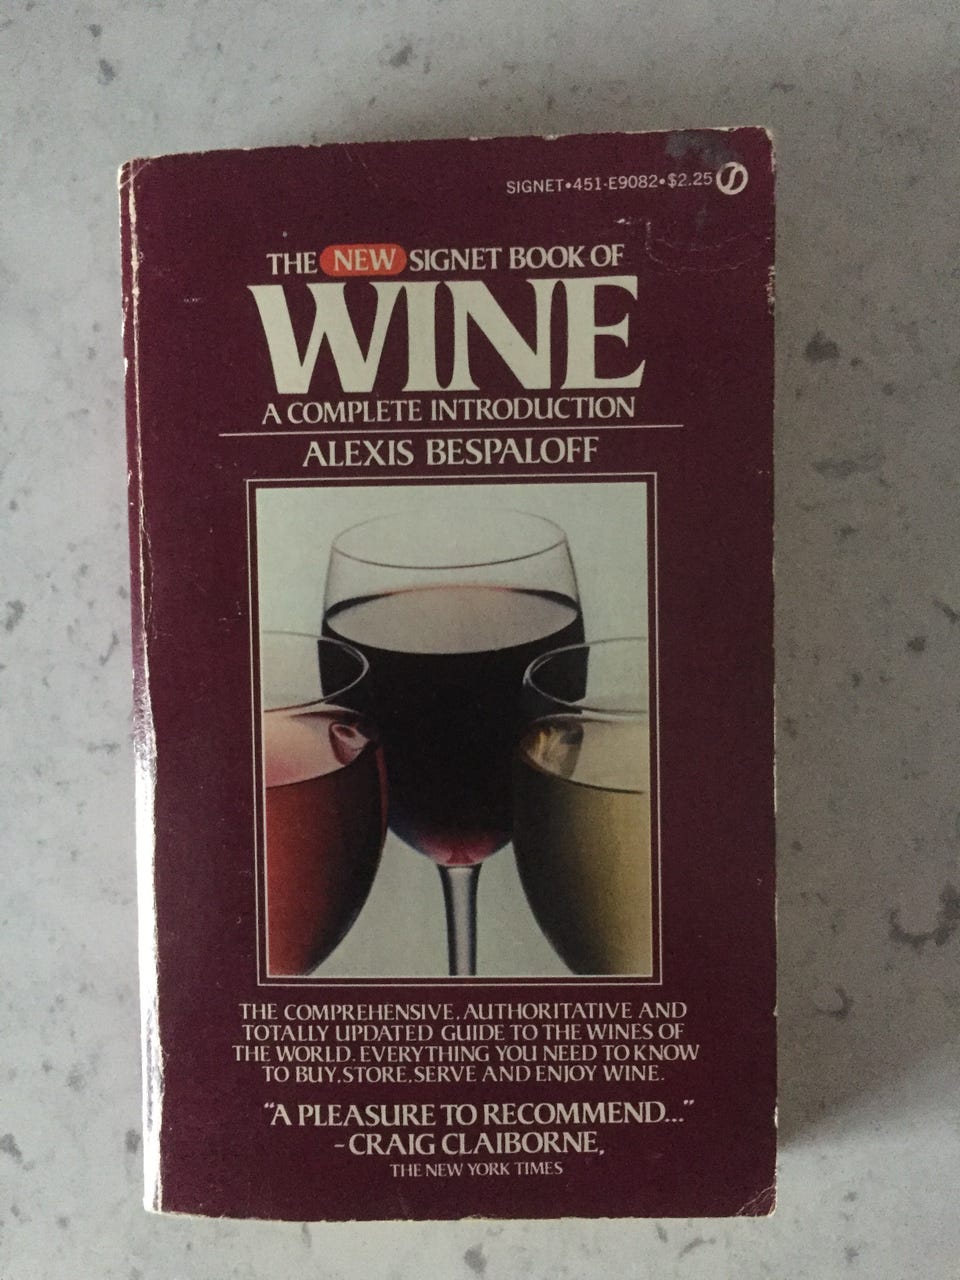 SIGNET•451-E9082•$2.25
THE NEW SIGNET BOOK OF
WINE
A COMPLETE INTRODUCTION
ALEXIS BESPALOFF
THE COMPREHENSIVE, AUTHORITATIVE AND
TOTALLY UPDATED GUIDE TO THE WINES OF
THE WORLD. EVERYTHING YOU NEED TO KNOW
TO BUY, STORE, SERVE AND ENJOY WINE.
"A PLEASURE TO RECOMMEND..."
-CRAIG CLAIBORNE,
THE NEW YORK TIMES